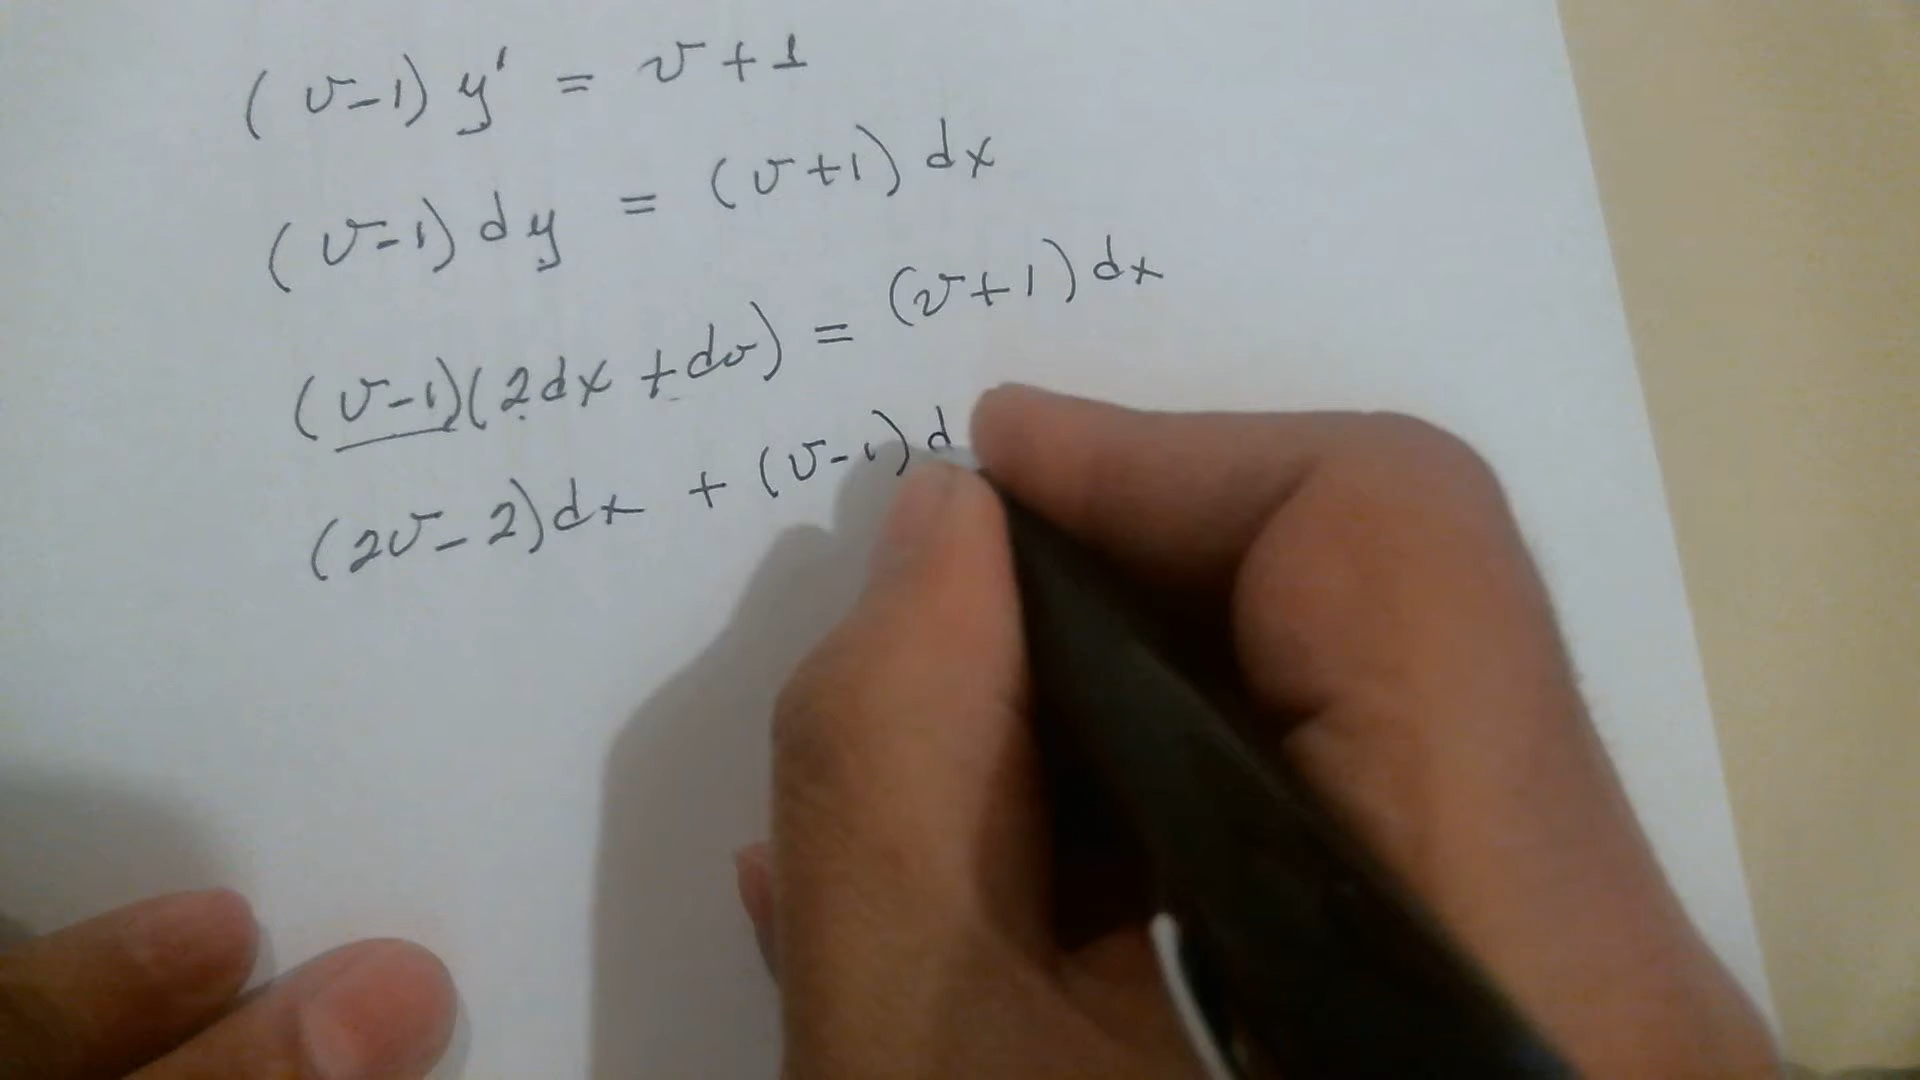 (v-1) y' = v+1
(v-1) dy = (v+1) dx
(v-1)(2dx + dv) = (v+1) dx
(2v-2) dx + (v-1) d